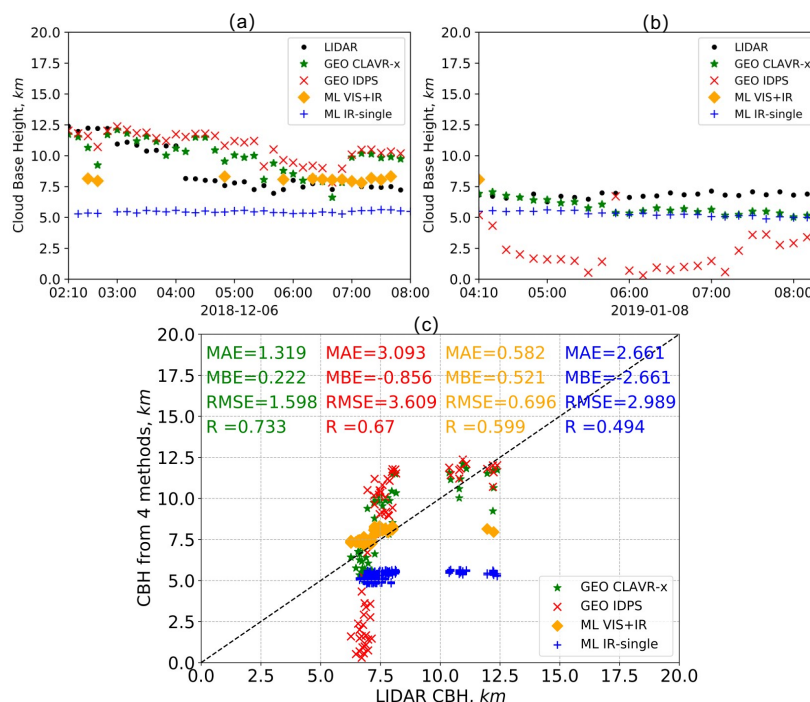 (a)
20.0
17.5
15.0
12.5
10.0
7.5
5.0
2.5
0.0
Cloud Base Height, km
LIDAR
GEO CLAVR-x
GEO IDPS
ML VIS+IR
ML IR-single
02:10 03:00 04:00 05:00 06:00 07:00 08:00
2018-12-06
(b)
20.0
17.5
15.0
12.5
10.0
7.5
5.0
2.5
0.0
Cloud Base Height, km
LIDAR
GEO CLAVR-x
GEO IDPS
ML VIS+IR
ML IR-single
04:10 05:00 06:00 07:00 08:00
2019-01-08
(c)
20.0
17.5
15.0
12.5
10.0
7.5
5.0
2.5
0.0
CBH from 4 methods, km
MAE=1.319 MAE=3.093 MAE=0.582 MAE=2.661
MBE=0.222 MBE=-0.856 MBE=0.521 MBE=-2.661
RMSE=1.598 RMSE=3.609 RMSE=0.696 RMSE=2.989
R =0.733 R =0.67 R =0.599 R =0.494
GEO CLAVR-x
GEO IDPS
ML VIS+IR
ML IR-single
0.0 2.5 5.0 7.5 10.0 12.5 15.0 17.5 20.0
LIDAR CBH, km